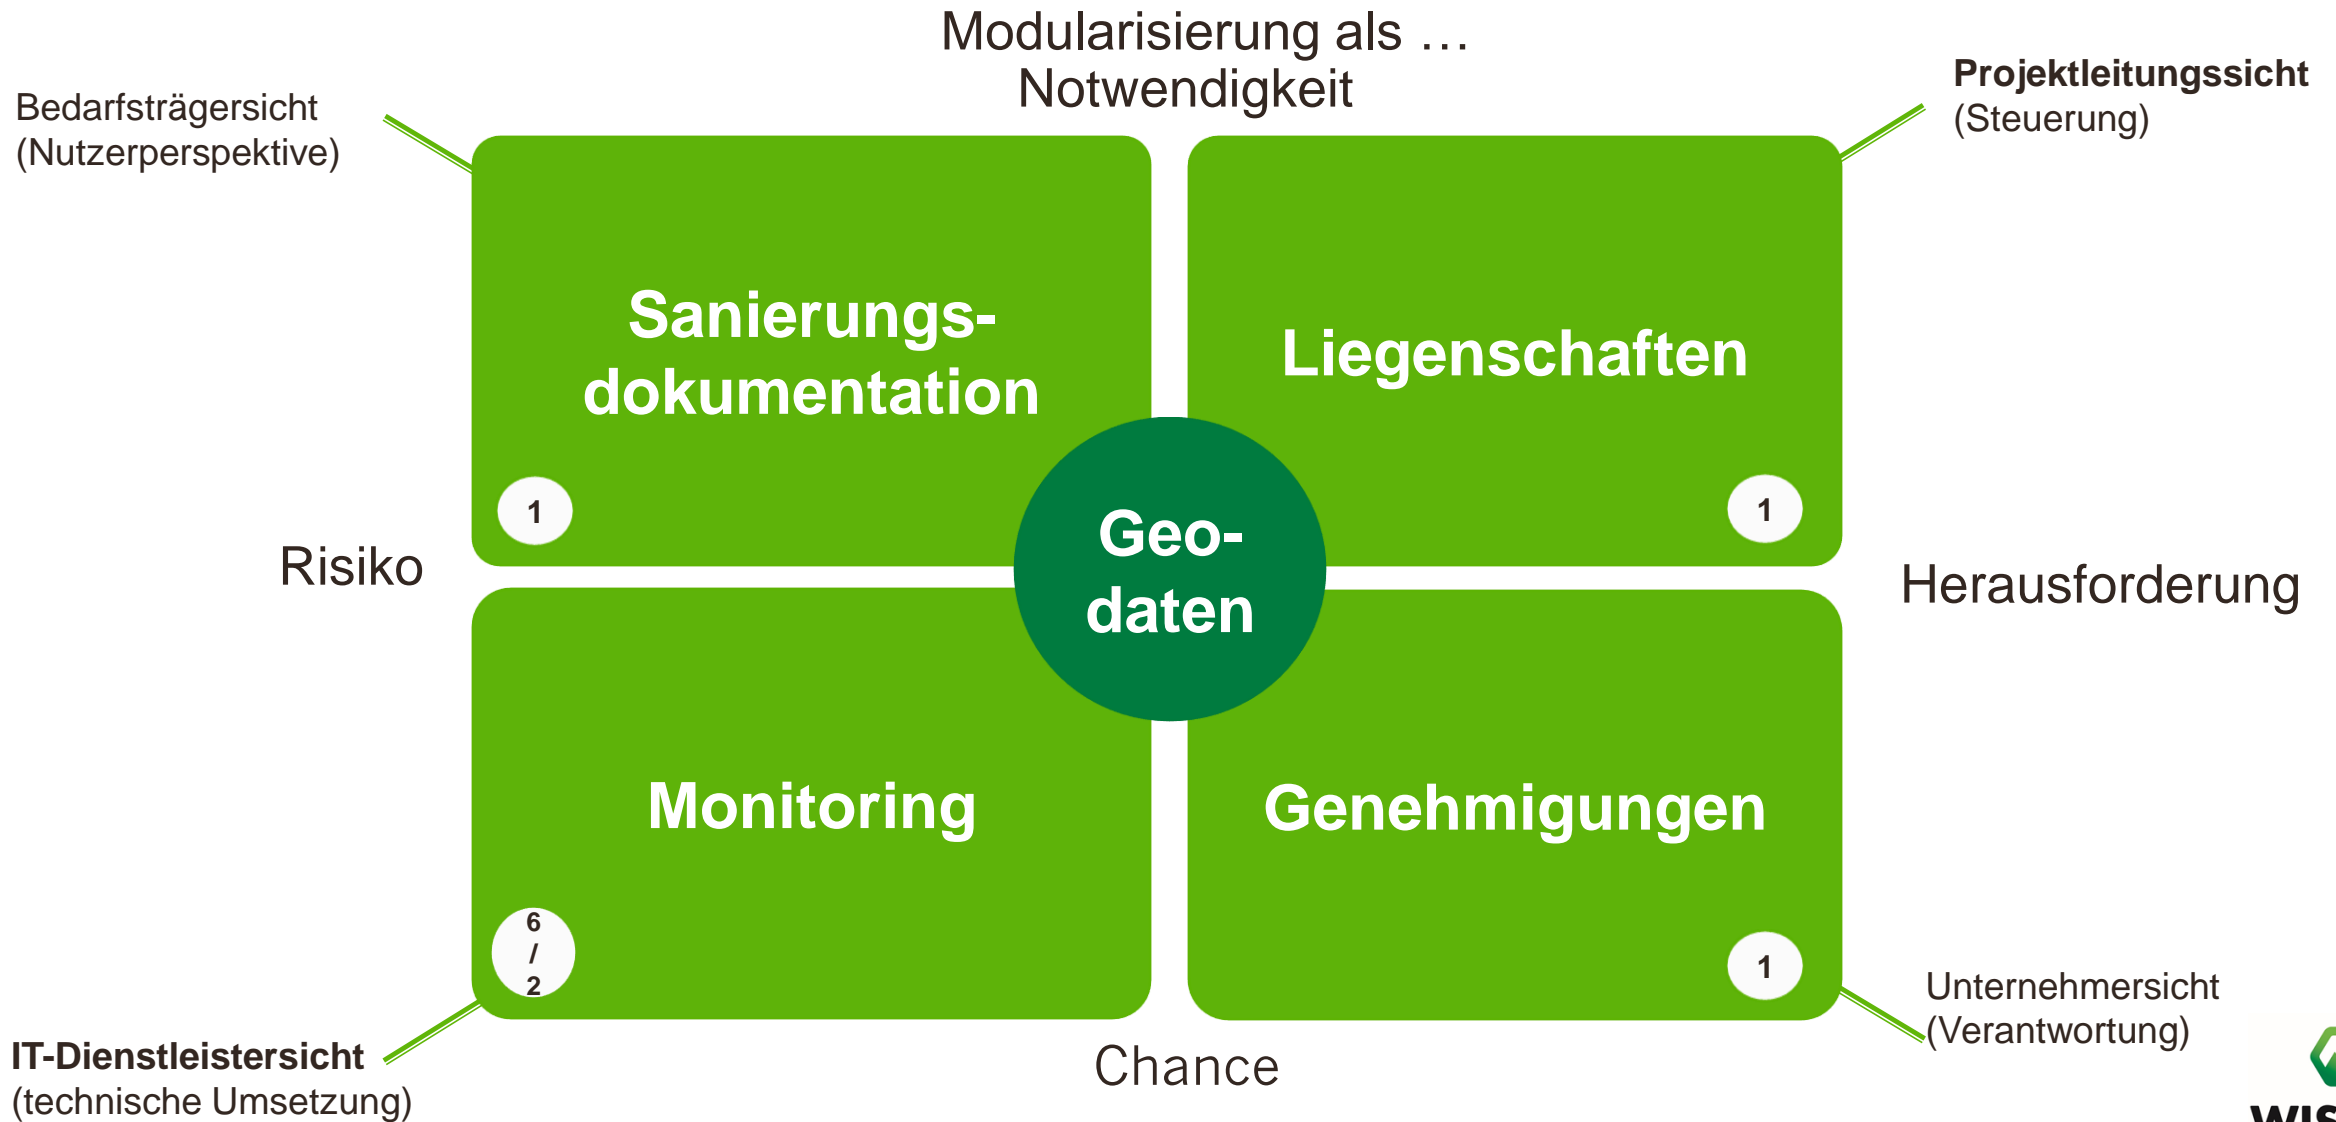 Modularisierung als …
Notwendigkeit
Bedarfsträgersicht
(Nutzerperspektive)
Projektleitungssicht
(Steuerung)
Sanierungs-
dokumentation
1
Liegenschaften
1
Risiko
Geo-
daten
Herausforderung
Monitoring
6
/
2
Genehmigungen
1
IT-Dienstleistersicht
(technische Umsetzung)
Chance
Unternehmersicht
(Verantwortung)